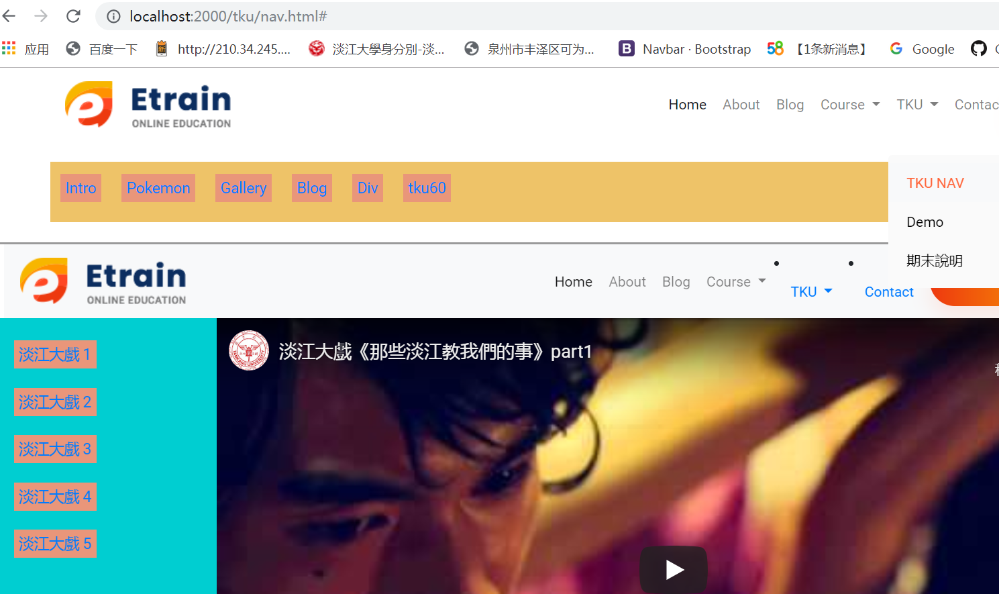 localhost:2000/tku/nav.html#
应用 百度一下 http://210.34.245.... 淡江大學身分別-淡... 泉州市丰泽区可为... Navbar · Bootstrap 【1条新消息】 Google
Etrain
ONLINE EDUCATION
Home About Blog Course TKU Contac
Intro Pokemon Gallery Blog Div tku60
TKU NAV
Demo
期末說明
Etrain
ONLINE EDUCATION
Home About Blog Course TKU Contact
淡江大戲 1
淡江大戲 2
淡江大戲 3
淡江大戲 4
淡江大戲 5
淡江大戲《那些淡江教我們的事》part1